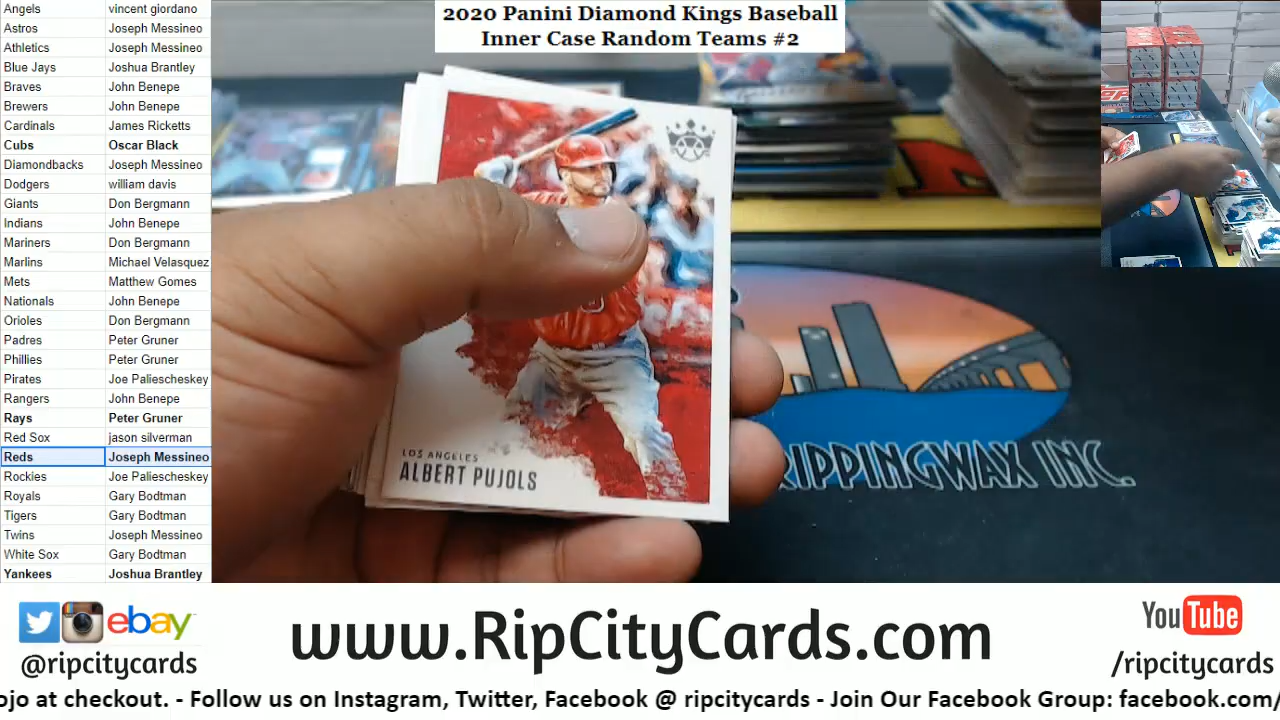 2020 Panini Diamond Kings Baseball
Inner Case Random Teams #2
Angels vincent giordano
Astros Joseph Messineo
Athletics Joseph Messineo
Blue Jays Joshua Brantley
Braves John Benepe
Brewers John Benepe
Cardinals James Ricketts
Cubs Oscar Black
Diamondbacks Joseph Messineo
Dodgers william davis
Giants Don Bergmann
Indians John Benepe
Mariners Don Bergmann
Marlins Michael Velasquez
Mets Matthew Gomes
Nationals John Benepe
Orioles Don Bergmann
Padres Peter Gruner
Phillies Peter Gruner
Pirates Joe Paliescheskey
Rangers John Benepe
Rays Peter Gruner
Red Sox jason silverman
Reds Joseph Messineo
Rockies Joe Paliescheskey
Royals Gary Bodtman
Tigers Gary Bodtman
Twins Joseph Messineo
White Sox Gary Bodtman
Yankees Joshua Brantley
LOS ANGELES
ALBERT PUJOLS
RIPPINGWAX INC.
ebay
@ripcitycards
www.RipCityCards.com
YouTube
/ripcitycards
ojo at checkout. - Follow us on Instagram, Twitter, Facebook @ ripcitycards - Join Our Facebook Group: facebook.com/